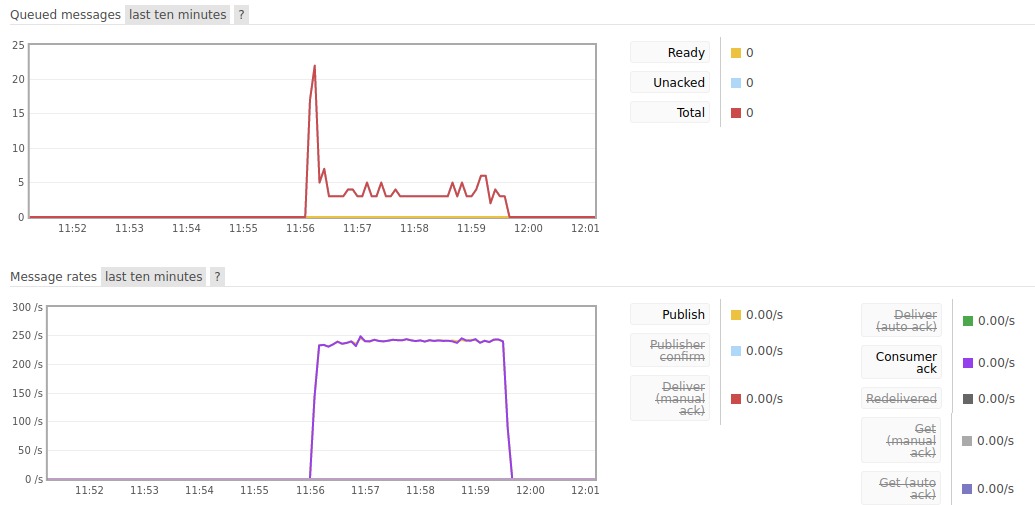 Queued messages last ten minutes ?
25
20
15
10
5
0
11:52 11:53 11:54 11:55 11:56 11:57 11:58 11:59 12:00 12:01
Ready 0
Unacked 0
Total 0
Message rates last ten minutes ?
300 /s
250 /s
200 /s
150 /s
100 /s
50 /s
0 /s
11:52 11:53 11:54 11:55 11:56 11:57 11:58 11:59 12:00 12:01
Publish 0.00/s
Publisher
confirm 0.00/s
Deliver
(manual
ack) 0.00/s
Deliver
(auto ack) 0.00/s
Consumer
ack 0.00/s
Redelivered 0.00/s
Get
(manual
ack) 0.00/s
Get (auto
ack) 0.00/s